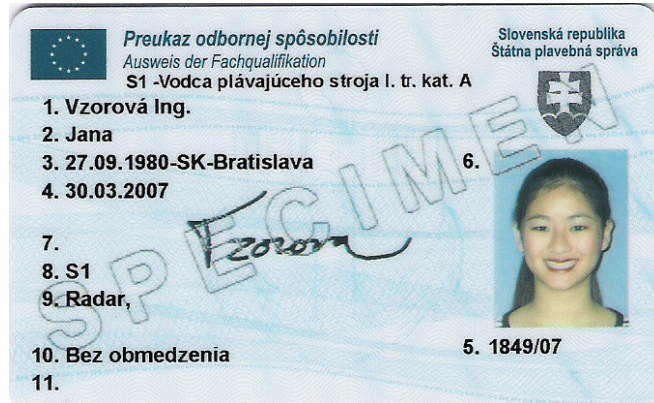 Preukaz odbornej spôsobilosti
Ausweis der Fachqualifikation
S1 -Vodca plávajúceho stroja I. tr. kat. A
Slovenská republika
Štátna plavebná správa
1. Vzorová Ing.
2. Jana
3. 27.09.1980-SK-Bratislava
4. 30.03.2007
6.
7.
Vzorova
8. S1
9. Radar,
10. Bez obmedzenia
5. 1849/07
11.
SPECIMEN